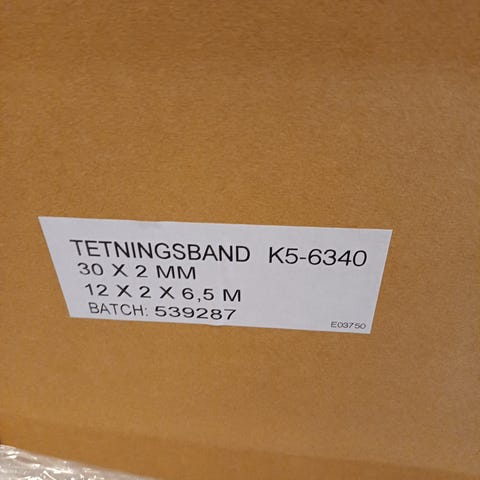 TETNINGSBAND K5-6340
30 X 2 MM
12 X 2 X 6,5 M
BATCH: 539287
E03750